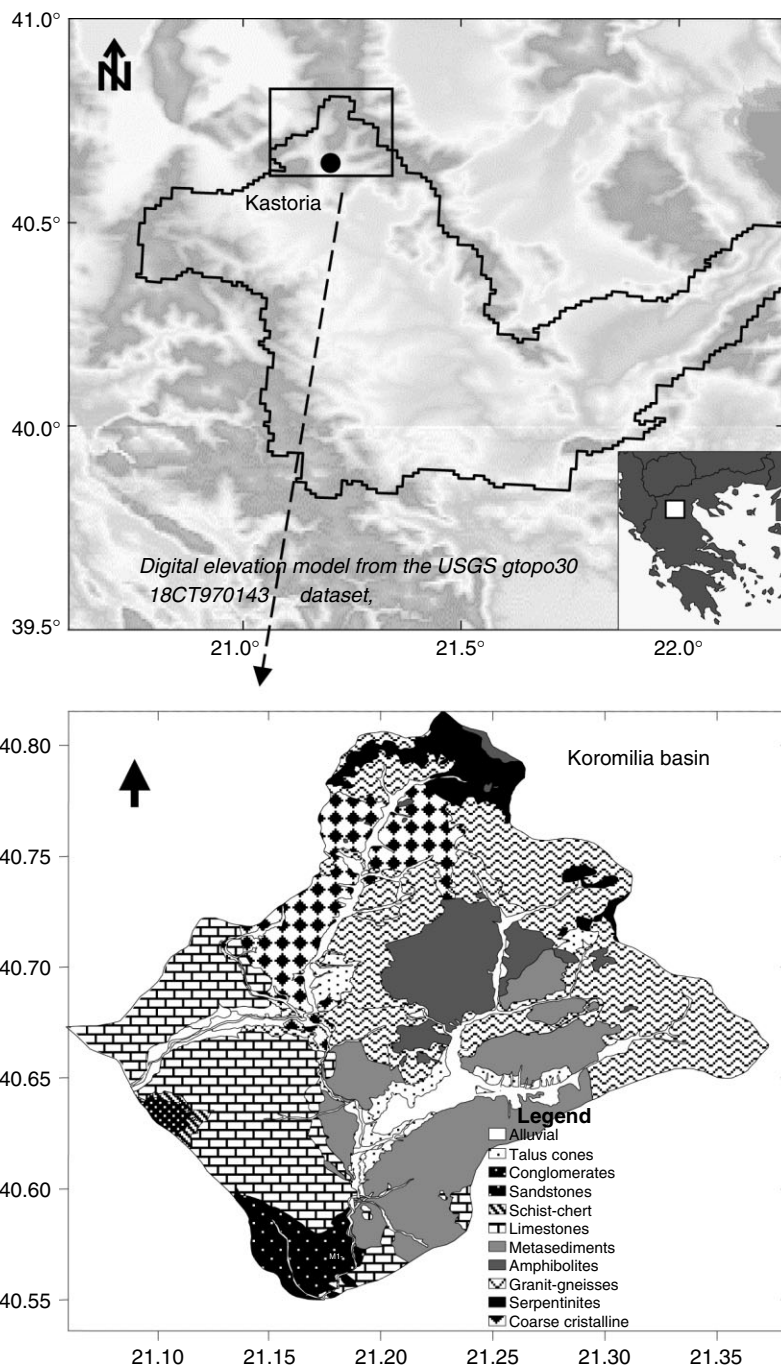 41.0°
N
Kastoria
40.5°
40.0°
Digital elevation model from the USGS gtopo30
18CT970143 dataset,
39.5°
21.0° 21.5° 22.0°
40.80
Koromilia basin
40.75
40.70
40.65
Legend
Alluvial
Talus cones
Conglomerates
Sandstones
Schist-chert
Limestones
Metasediments
Amphibolites
Granit-gneisses
Serpentinites
Coarse cristalline
40.60
M1
40.55
21.10 21.15 21.20 21.25 21.30 21.35